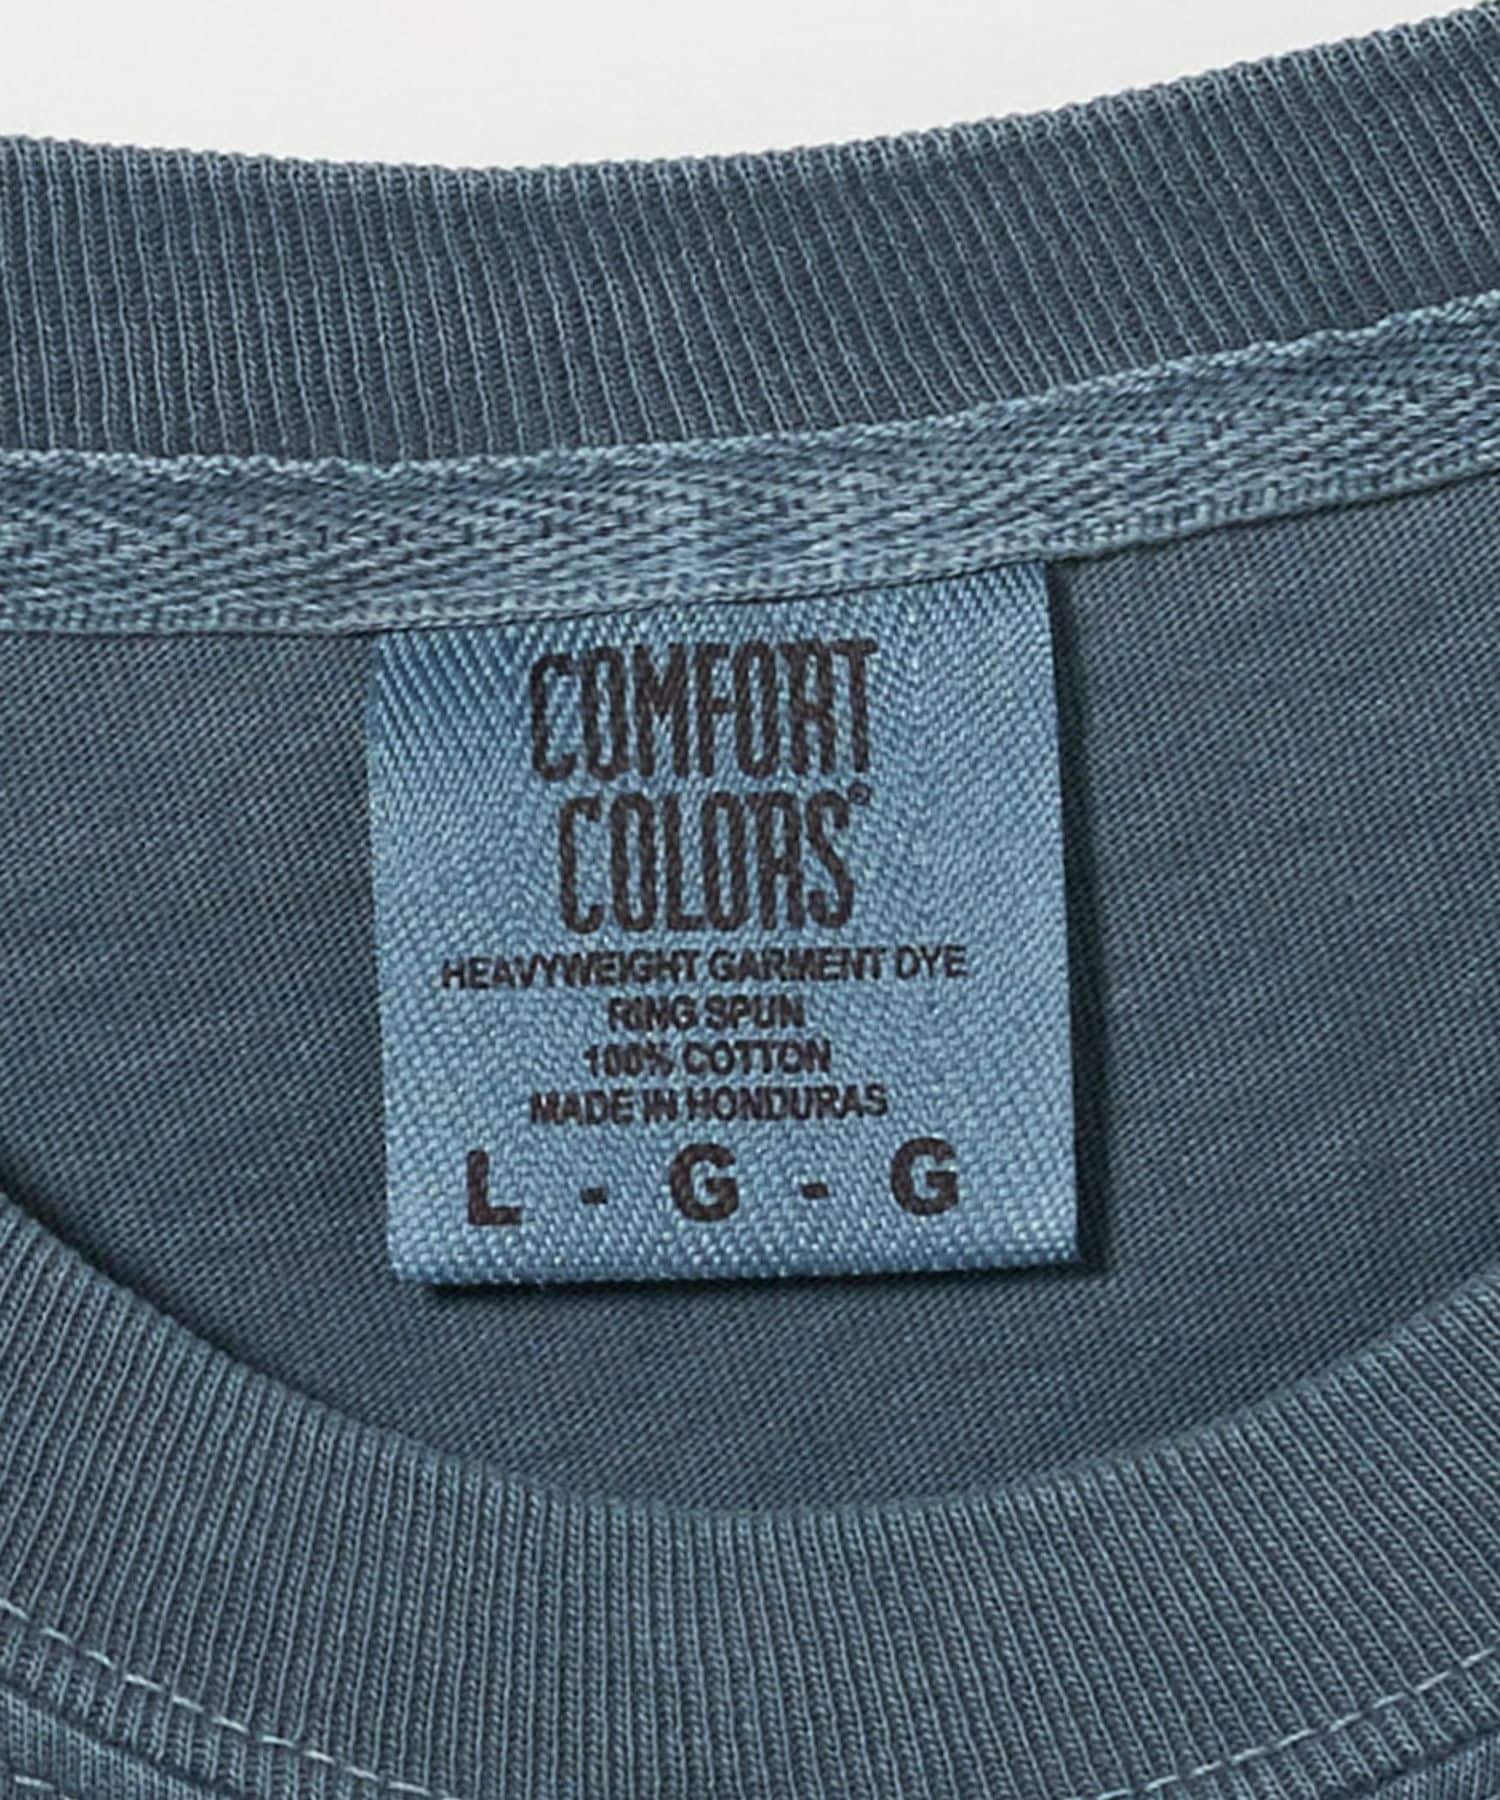 COMFORT
COLORS®
HEAVYWEIGHT GARMENT DYE
RING SPUN
100% COTTON
MADE IN HONDURAS
L - G - G